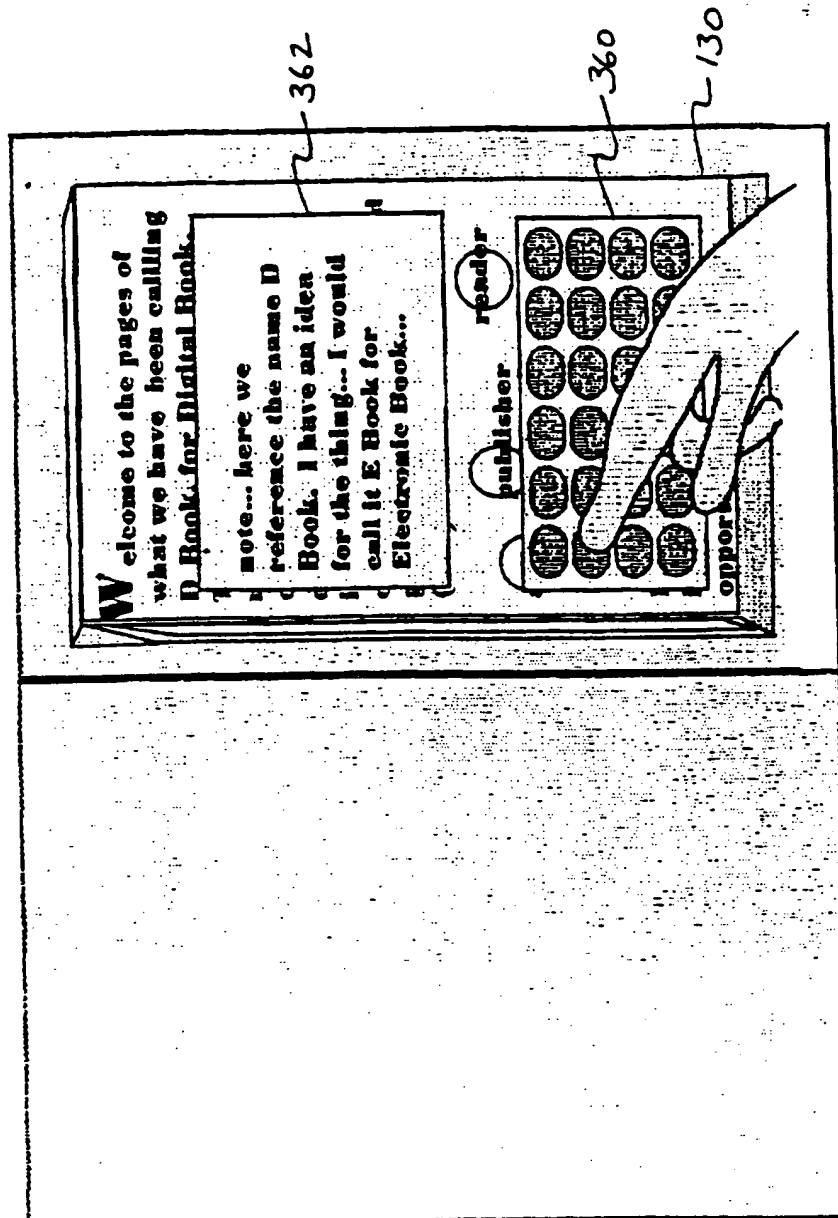 Welcome to the pages of
what we have been callling
D Book for Digital Book.
note... here we
reference the name D
Book. I have an idea
for the thing... I would
call it E Book for
Electronic Book...
publisher reader
oppor
362
360
130